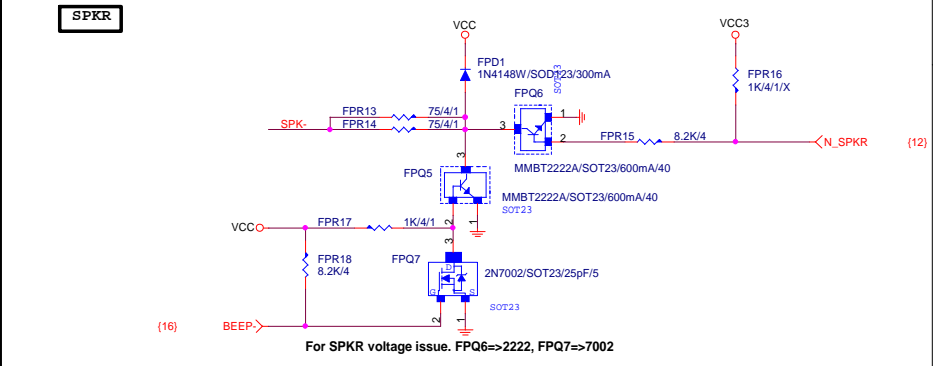 SPKR
VCC
VCC3
FPD1
1N4148W/SOD123/300mA
SOT23
FPR16
1K/4/1/X
FPQ6
FPR13
75/4/1
1
SPK-
FPR14
75/4/1
3
2
FPR15
8.2K/4
N_SPKR
{12}
3
FPQ5
MMBT2222A/SOT23/600mA/40
MMBT2222A/SOT23/600mA/40
SOT23
2
1
VCC
FPR17
1K/4/1
3
FPR18
8.2K/4
FPQ7
D
G
S
2N7002/SOT23/25pF/5
SOT23
2
1
{16}
BEEP-
For SPKR voltage issue. FPQ6=>2222, FPQ7=>7002